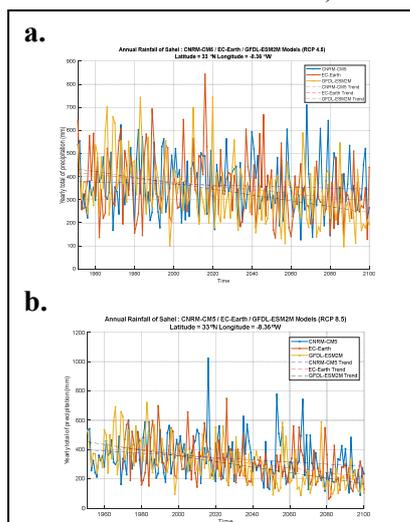 a.
Annual Rainfall of Sahel : CNRM-CM5 / EC-Earth / GFDL-ESM2M Models (RCP 4.5)
Latitude = 33 °N Longitude = -8.36 °W
900
800
700
600
500
400
300
200
100
0
Yearly total of precipitation (mm)
CNRM-CM5
EC-Earth
GFDL-ESM2M
CNRM-CM5 Trend
EC-Earth Trend
GFDL-ESM2M Trend
1960
1980
2000
2020
2040
2060
2080
2100
Time
b.
Annual Rainfall of Sahel : CNRM-CM5 / EC-Earth / GFDL-ESM2M Models (RCP 8.5)
Latitude = 33°N Longitude = -8.36°W
1200
1000
800
600
400
200
0
Yearly total of precipitation (mm)
CNRM-CM5
EC-Earth
GFDL-ESM2M
CNRM-CM5 Trend
EC-Earth Trend
GFDL-ESM2M Trend
1960
1980
2000
2020
2040
2060
2080
2100
Time